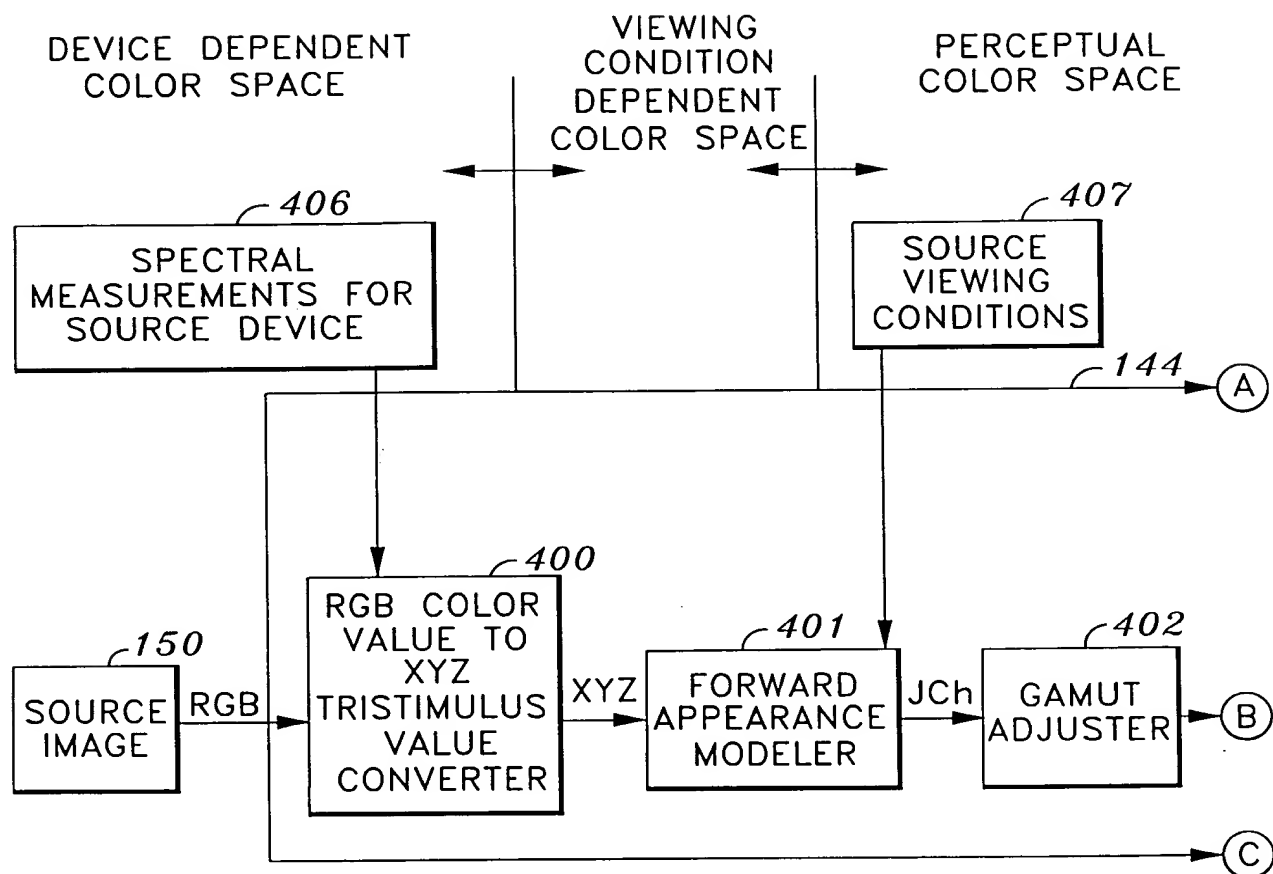 DEVICE DEPENDENT
COLOR SPACE
VIEWING
CONDITION
DEPENDENT
COLOR SPACE
PERCEPTUAL
COLOR SPACE
406
SPECTRAL
MEASUREMENTS FOR
SOURCE DEVICE
407
SOURCE
VIEWING
CONDITIONS
144
A
150
SOURCE
IMAGE
RGB
400
RGB COLOR
VALUE TO
XYZ
TRISTIMULUS
VALUE
CONVERTER
XYZ
401
FORWARD
APPEARANCE
MODELER
JCh
402
GAMUT
ADJUSTER
B
C